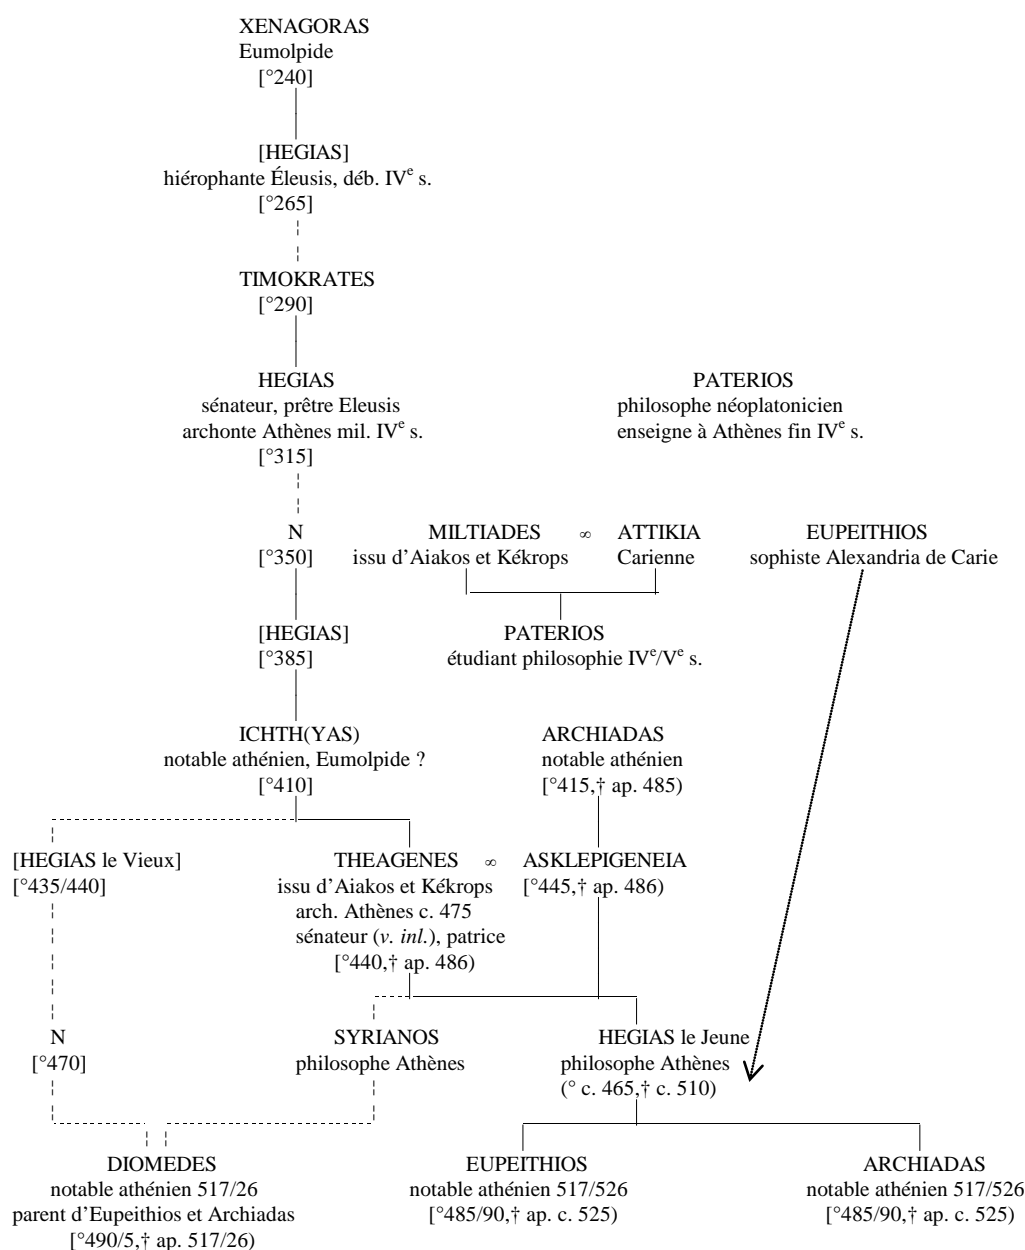 XENAGORAS
Eumolpide
[°240]
[HEGIAS]
hiérophante Éleusis, déb. IVe s.
[°265]
TIMOKRATES
[°290]
HEGIAS
sénateur, prêtre Eleusis
archonte Athènes mil. IVe s.
[°315]
PATERIOS
philosophe néoplatonicien
enseigne à Athènes fin IVe s.
N
[°350]
MILTIADES ∞ ATTIKIA
issu d'Aiakos et Kékrops Carienne
EUPEITHIOS
sophiste Alexandria de Carie
[HEGIAS]
[°385]
PATERIOS
étudiant philosophie IVe/Ve s.
ICHTH(YAS)
notable athénien, Eumolpide ?
[°410]
ARCHIADAS
notable athénien
[°415,† ap. 485)
[HEGIAS le Vieux]
[°435/440]
THEAGENES ∞ ASKLEPIGENEIA
issu d'Aiakos et Kékrops [°445,† ap. 486)
arch. Athènes c. 475
sénateur (v. inl.), patrice
[°440,† ap. 486)
N
[°470]
SYRIANOS
philosophe Athènes
HEGIAS le Jeune
philosophe Athènes
(° c. 465,† c. 510)
DIOMEDES
notable athénien 517/26
parent d'Eupeithios et Archiadas
[°490/5,† ap. 517/26)
EUPEITHIOS
notable athénien 517/526
[°485/90,† ap. c. 525)
ARCHIADAS
notable athénien 517/526
[°485/90,† ap. c. 525)